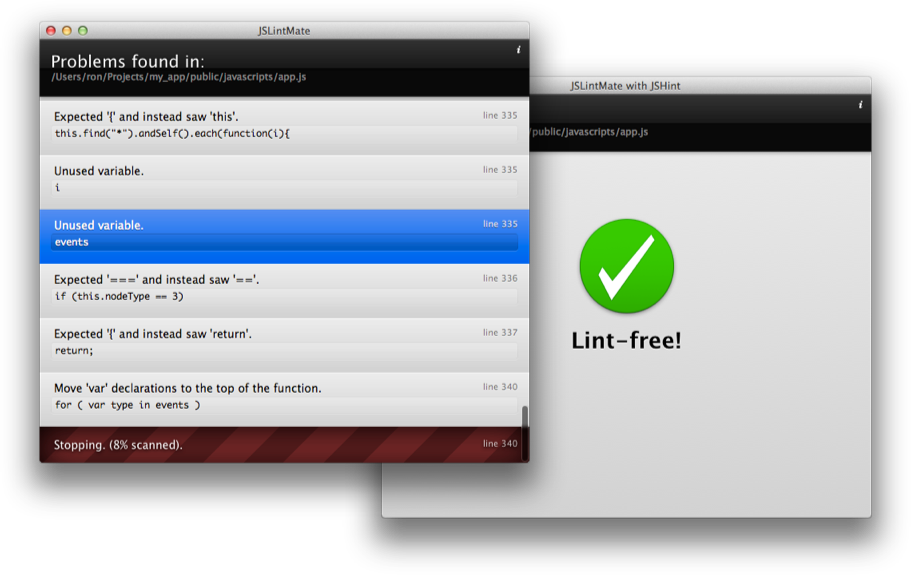 JSLintMate
i
Problems found in:
/Users/ron/Projects/my_app/public/javascripts/app.js
Expected '{' and instead saw 'this'.
line 335
this.find("*").andSelf().each(function(i){
Unused variable.
line 335
i
Unused variable.
line 335
events
Expected '===' and instead saw '=='.
line 336
if (this.nodeType == 3)
Expected '{' and instead saw 'return'.
line 337
return;
Move 'var' declarations to the top of the function.
line 340
for ( var type in events )
Stopping. (8% scanned).
line 340
JSLintMate with JSHint
i
/public/javascripts/app.js
Lint-free!